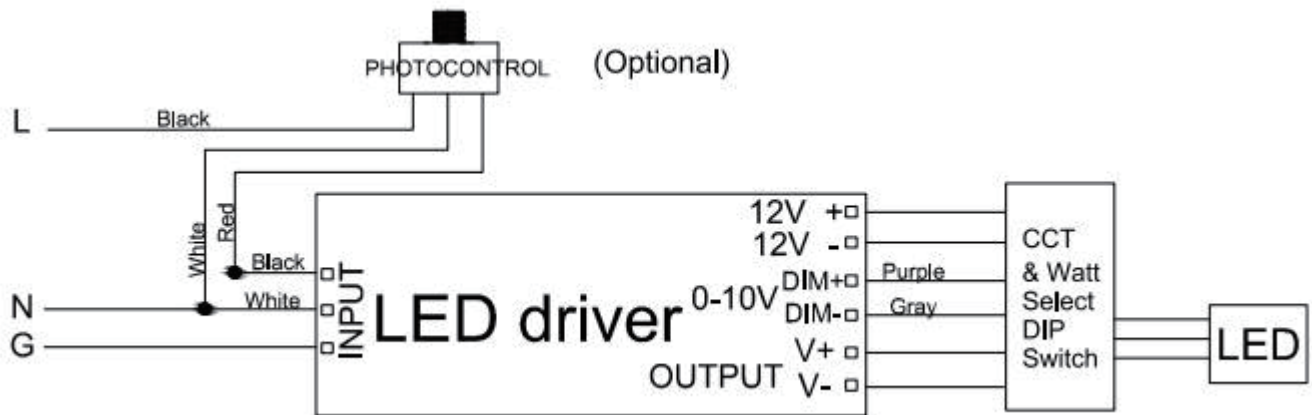 PHOTOCONTROL
(Optional)
L
Black
White
Red
Black
White
N
G
INPUT
LED driver
12V +
12V -
0-10V
DIM+
DIM-
OUTPUT
V+
V-
Purple
Gray
CCT
& Watt
Select
DIP
Switch
LED